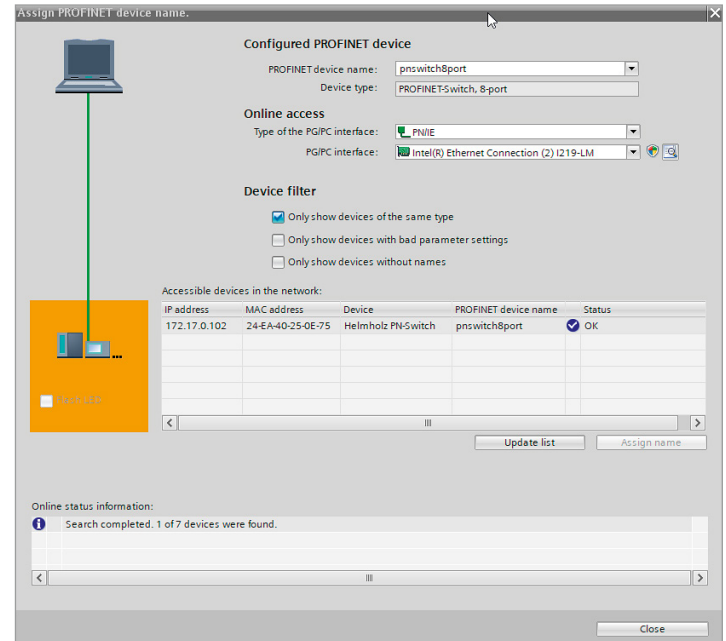 Assign PROFINET device name.
Configured PROFINET device
PROFINET device name: pnswitch8port
Device type: PROFINET-Switch, 8-port
Online access
Type of the PG/PC interface: PN/IE
PG/PC interface: Intel(R) Ethernet Connection (2) I219-LM
Device filter
Only show devices of the same type
Only show devices with bad parameter settings
Only show devices without names
Accessible devices in the network:
IP address MAC address Device PROFINET device name Status
172.17.0.102 24-EA-40-25-0E-75 Helmholz PN-Switch pnswitch8port OK
...
Flash LED
Update list Assign name
Online status information:
Search completed. 1 of 7 devices were found.
Close